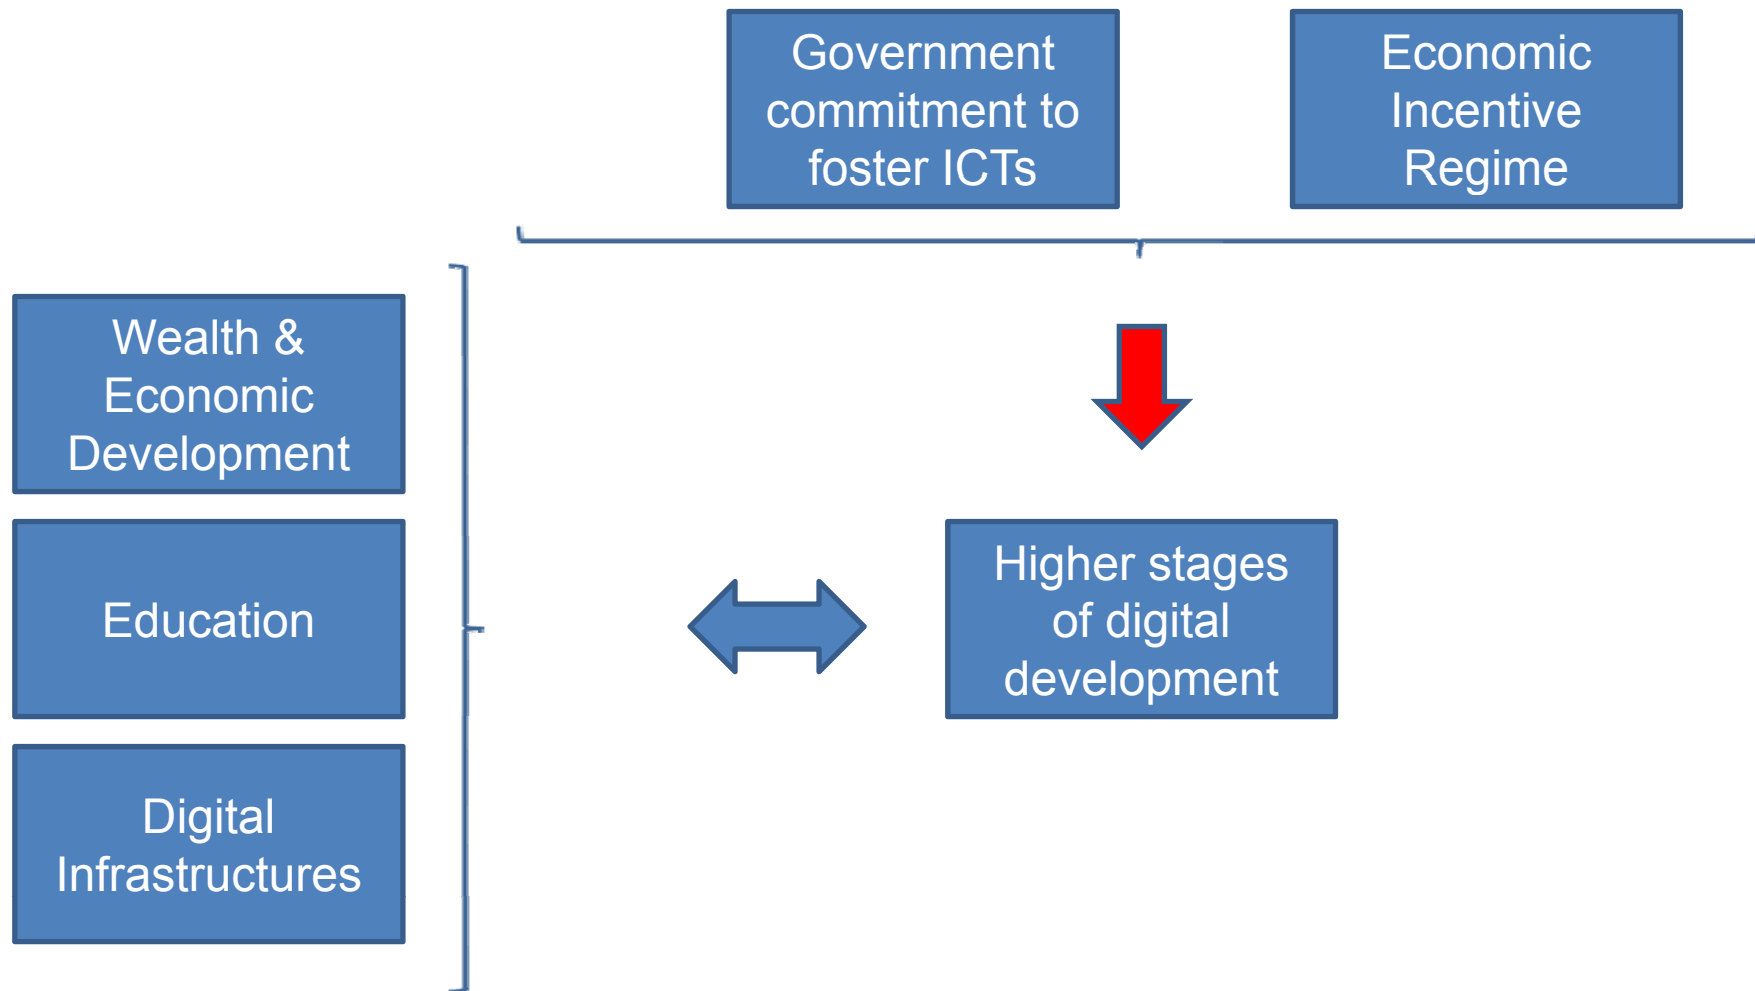 Government
commitment to
foster ICTs
Economic
Incentive
Regime
Wealth &
Economic
Development
Education
Higher stages
of digital
development
Digital
Infrastructures